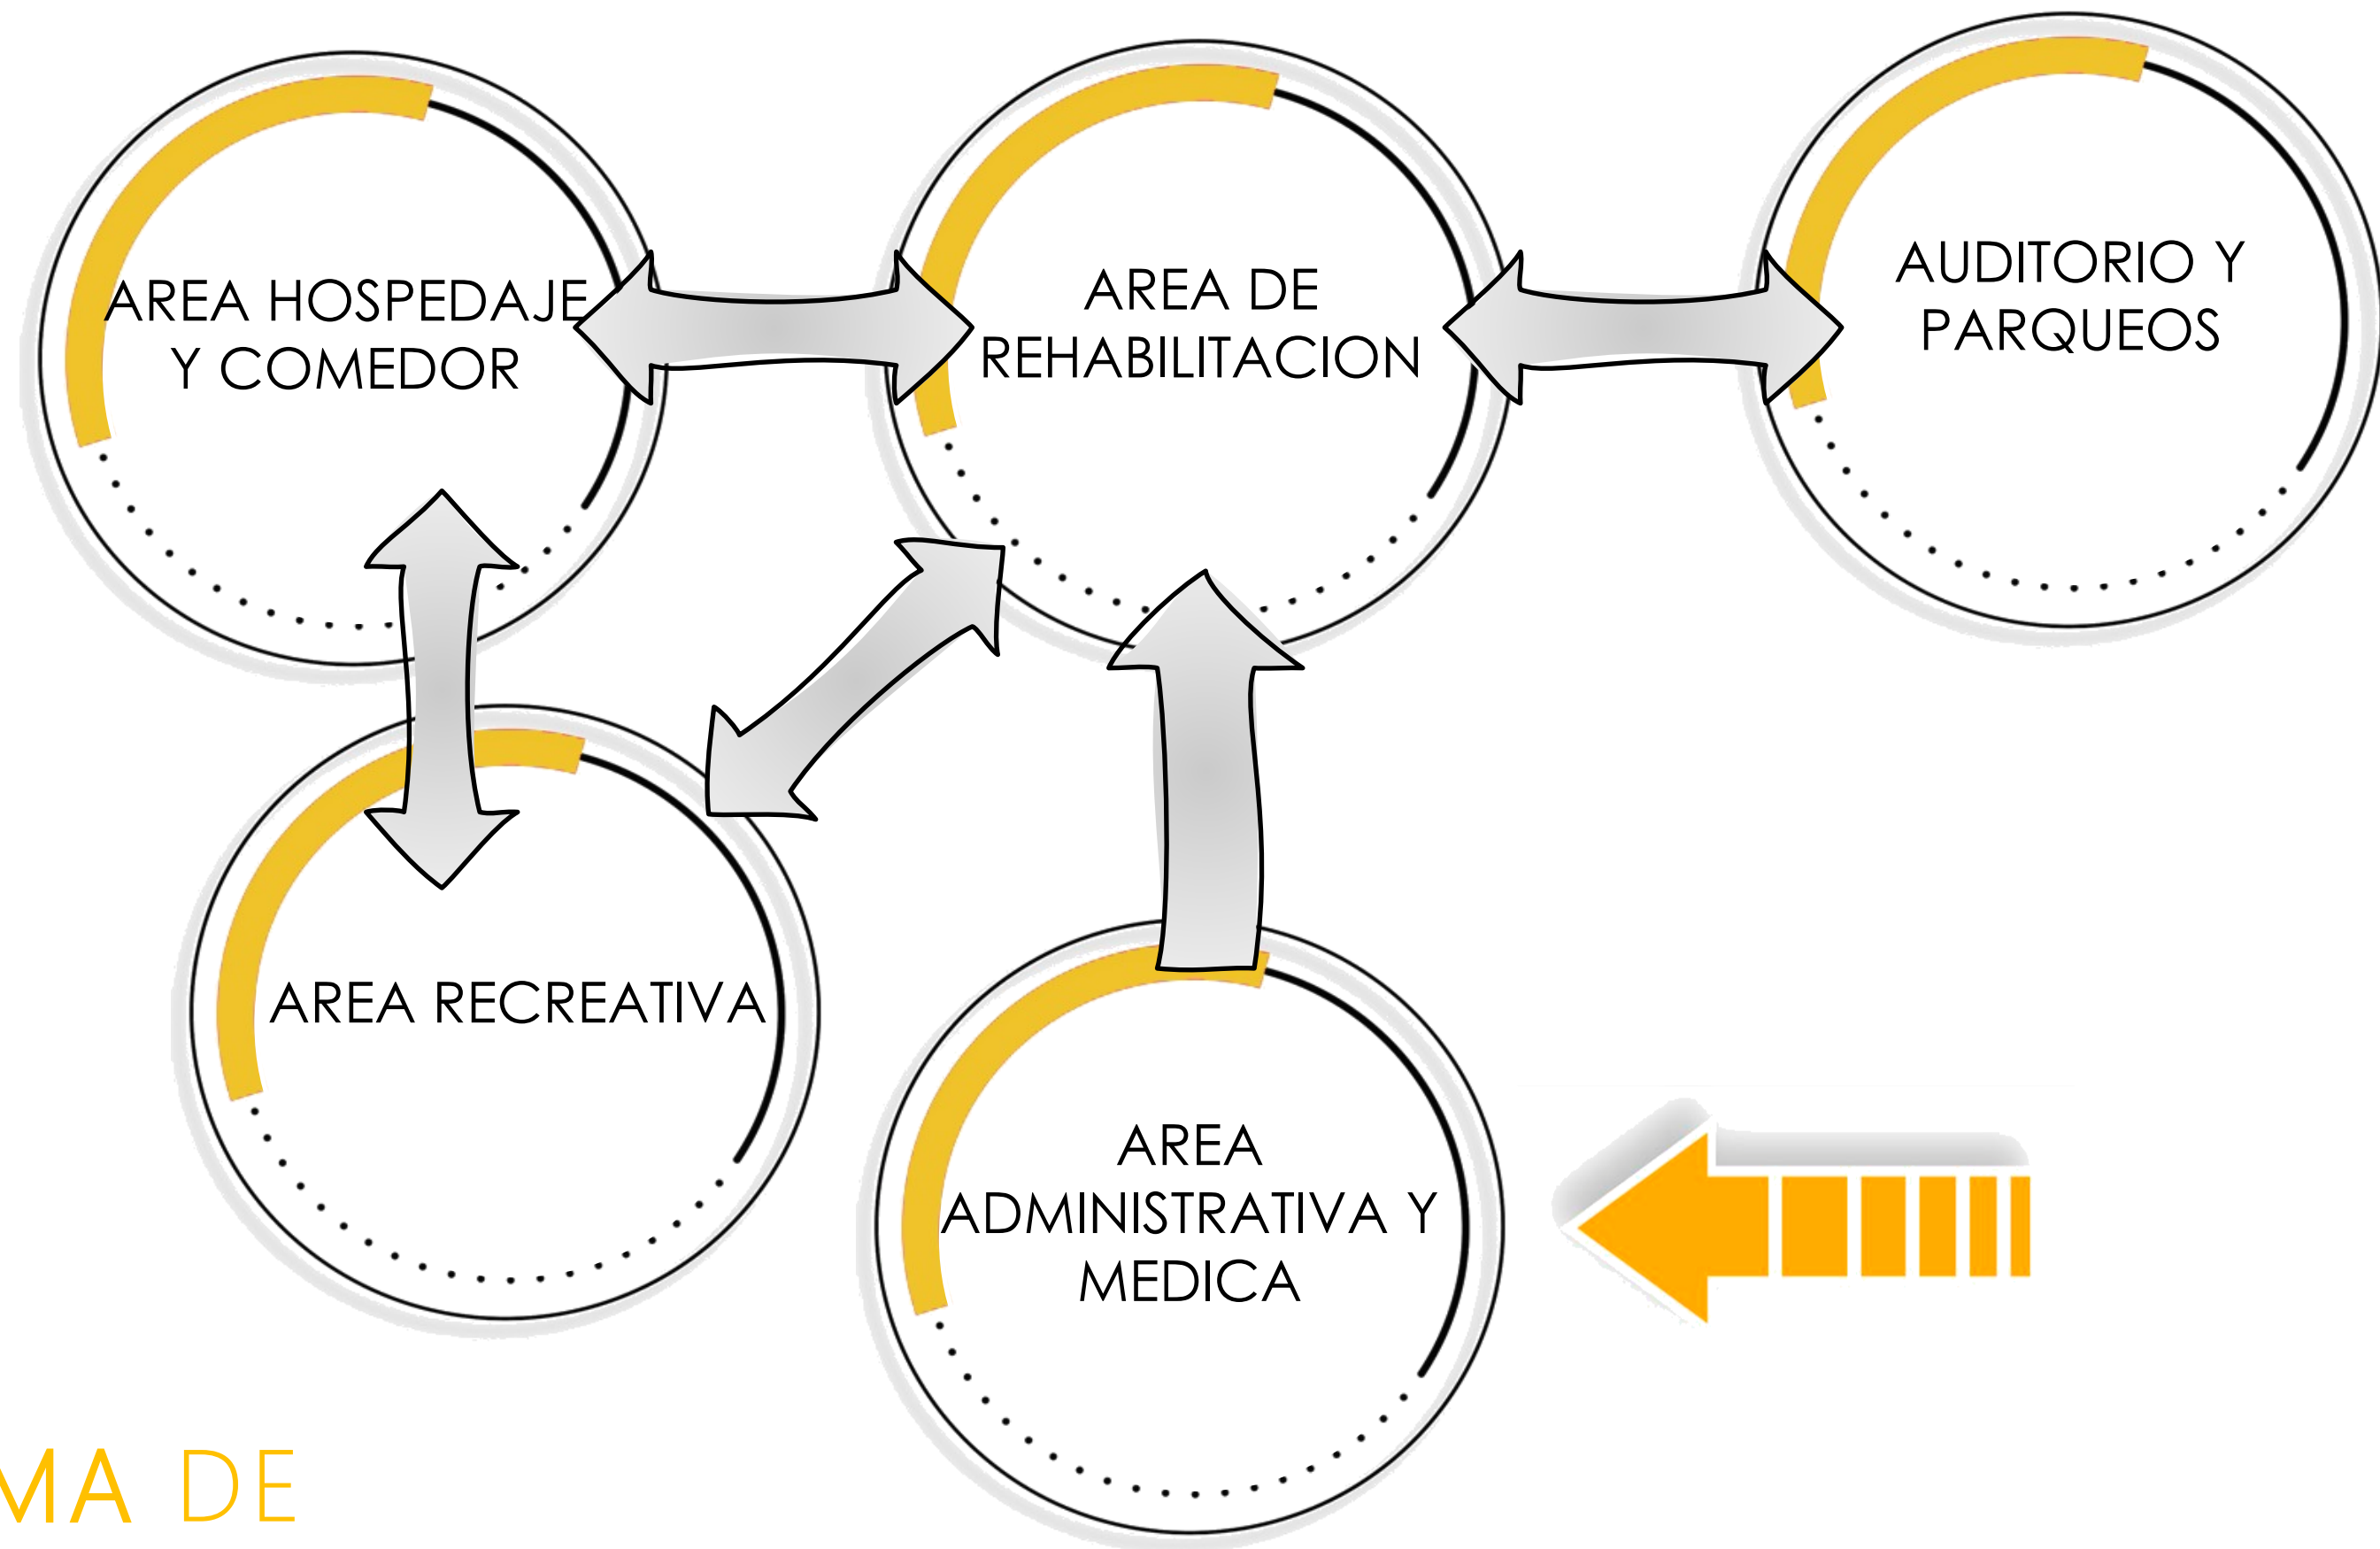 AREA HOSPEDAJE
Y COMEDOR
AREA DE
REHABILITACION
AUDITORIO Y
PARQUEOS
AREA RECREATIVA
AREA
ADMINISTRATIVA Y
MEDICA
MA DE